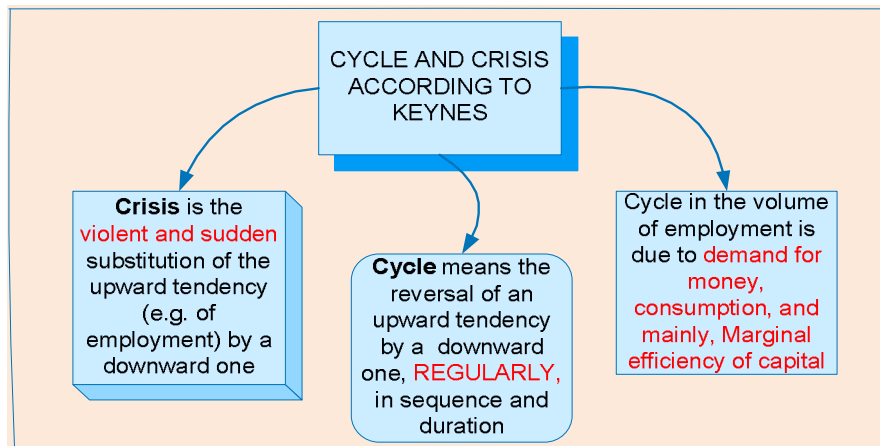 CYCLE AND CRISIS
ACCORDING TO
KEYNES
Crisis is the
violent and sudden
substitution of the
upward tendency
(e.g. of
employment) by a
downward one
Cycle means the
reversal of an
upward tendency
by a downward
one, REGULARLY,
in sequence and
duration
Cycle in the volume
of employment is
due to demand for
money,
consumption, and
mainly, Marginal
efficiency of capital